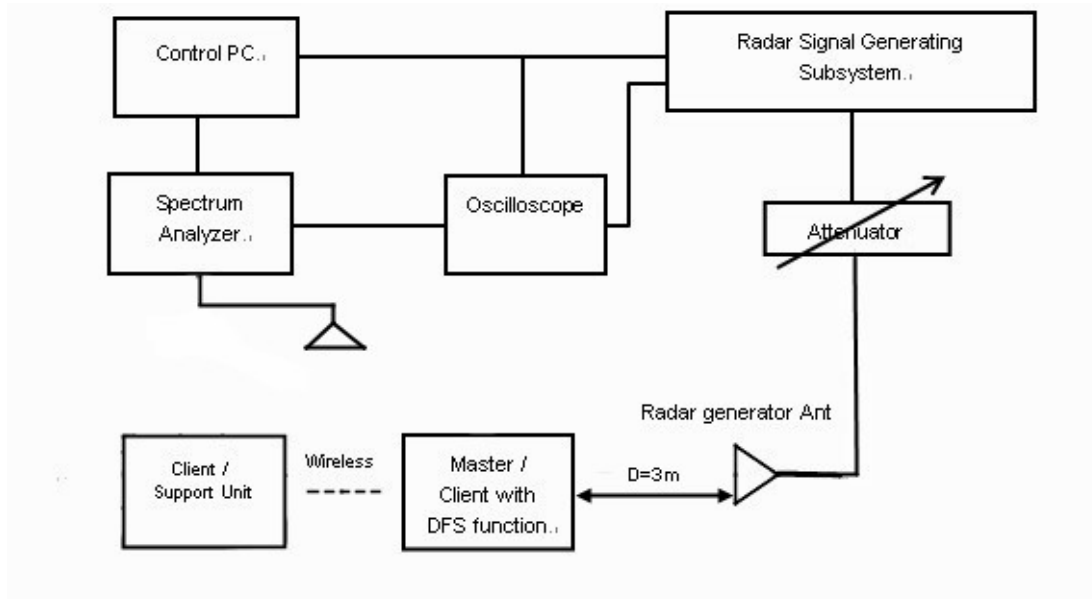 Control PC.
Radar Signal Generating
Subsystem.
Spectrum
Analyzer.
Oscilloscope
Attenuator
Radar generator Ant
Client /
Support Unit
Wireless
Master /
Client with
DFS function.
D=3m